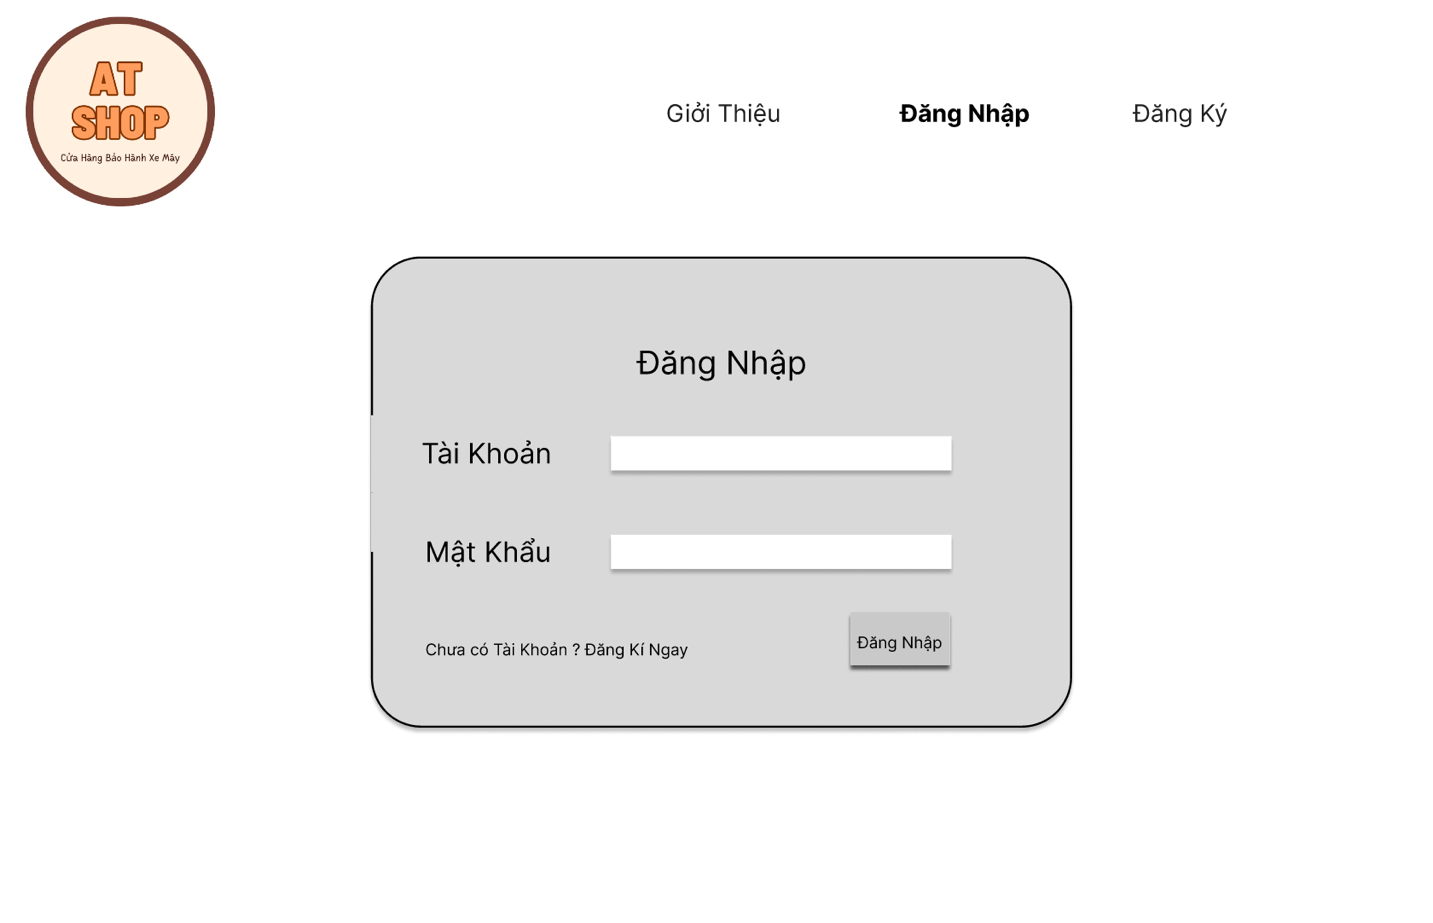 AT
SHOP
Cửa Hàng Bảo Hành Xe Máy
Giởi Thiệu
Đăng Nhập
Đăng Ký
Đăng Nhập
Tài Khoản
Mật Khẩu
Chưa có Tài Khoản ? Đăng Kí Ngay
Đăng Nhập